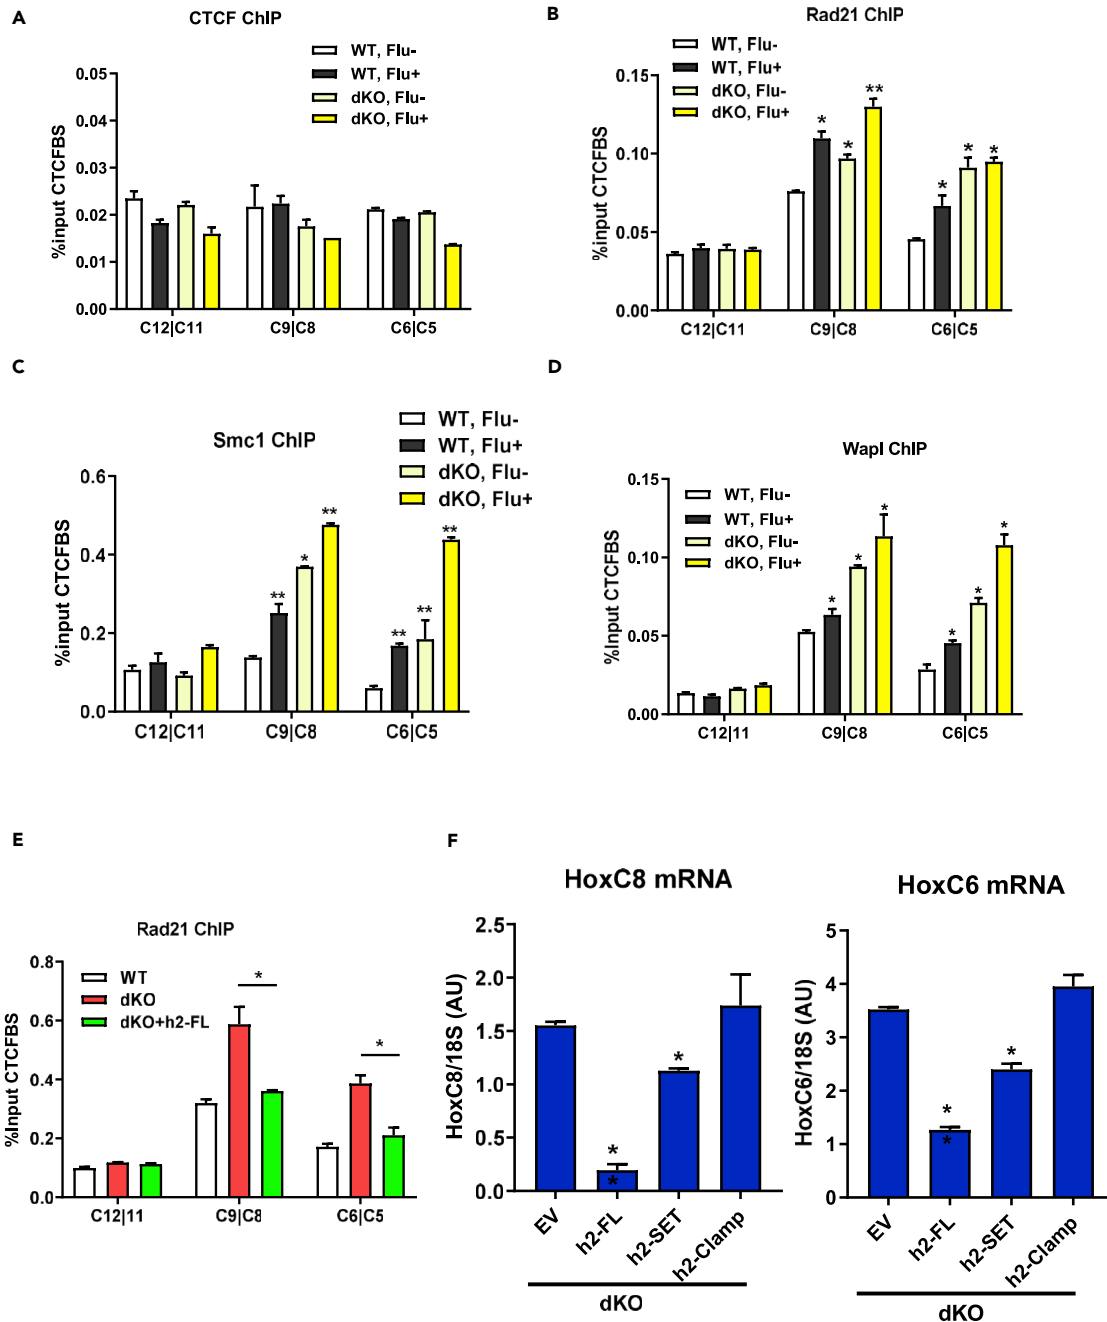 A
CTCF ChIP
WT, Flu-
WT, Flu+
dKO, Flu-
dKO, Flu+
%input CTCFBS
0.05
0.04
0.03
0.02
0.01
0.00
C12|C11
C9|C8
C6|C5
B
Rad21 ChIP
WT, Flu-
WT, Flu+
dKO, Flu-
dKO, Flu+
%input CTCFBS
0.15
0.10
0.05
0.00
*
*
**
*
*
*
C12|C11
C9|C8
C6|C5
C
Smc1 ChIP
WT, Flu-
WT, Flu+
dKO, Flu-
dKO, Flu+
%input CTCFBS
0.6
0.4
0.2
0.0
**
*
**
**
**
**
C12|C11
C9|C8
C6|C5
D
Wapl ChIP
WT, Flu-
WT, Flu+
dKO, Flu-
dKO, Flu+
%Input CTCFBS
0.15
0.10
0.05
0.00
*
*
*
*
*
*
C12|11
C9|C8
C6|C5
E
Rad21 ChIP
WT
dKO
dKO+h2-FL
%Input CTCFBS
0.8
0.6
0.4
0.2
0.0
*
*
C12|11
C9|C8
C6|C5
F
HoxC8 mRNA
HoxC8/18S (AU)
2.5
2.0
1.5
1.0
0.5
0.0
*
*
*
EV
h2-FL
h2-SET
h2-Clamp
dKO
HoxC6 mRNA
HoxC6/18S (AU)
5
4
3
2
1
0
*
*
*
EV
h2-FL
h2-SET
h2-Clamp
dKO